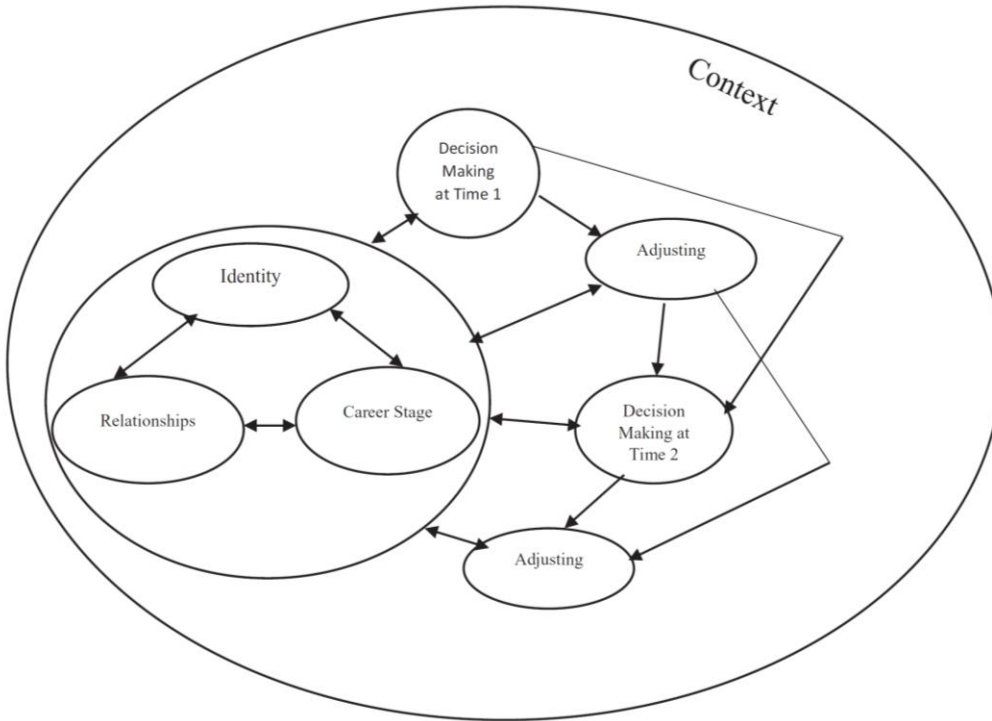 Context
Decision
Making
at Time 1
Adjusting
Identity
Relationships
Career Stage
Decision
Making at
Time 2
Adjusting